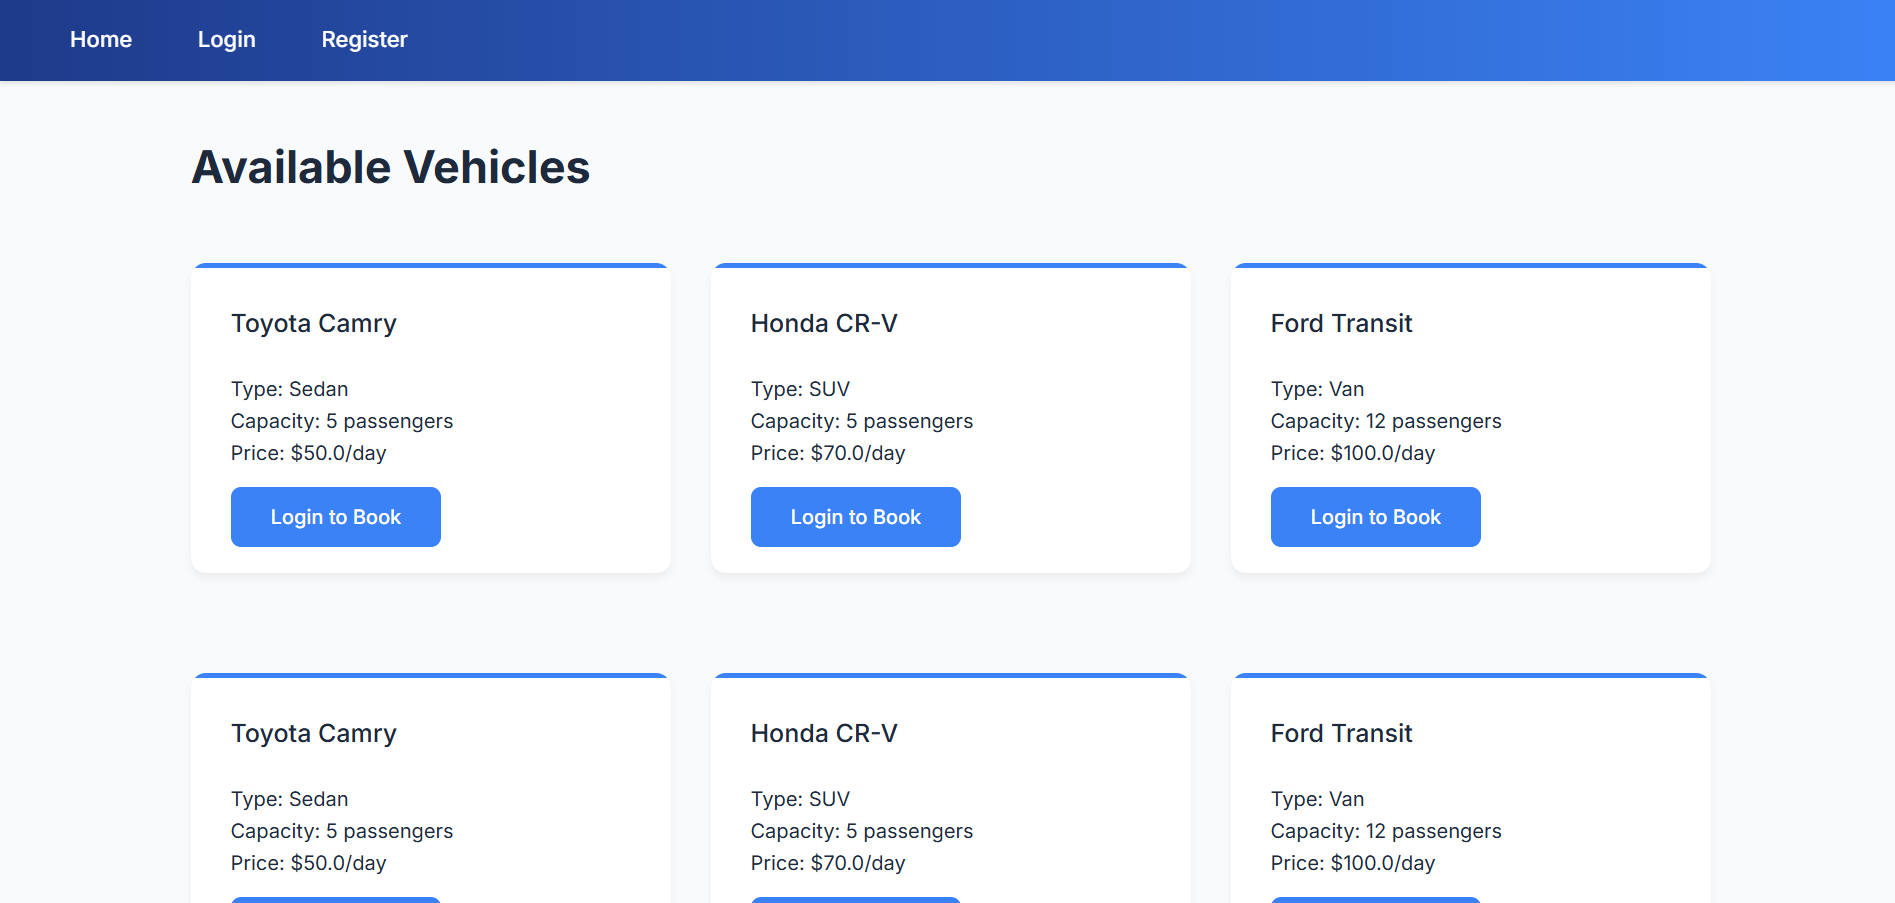 Home Login Register
Available Vehicles
Toyota Camry
Type: Sedan
Capacity: 5 passengers
Price: $50.0/day
Login to Book
Honda CR-V
Type: SUV
Capacity: 5 passengers
Price: $70.0/day
Login to Book
Ford Transit
Type: Van
Capacity: 12 passengers
Price: $100.0/day
Login to Book
Toyota Camry
Type: Sedan
Capacity: 5 passengers
Price: $50.0/day
Honda CR-V
Type: SUV
Capacity: 5 passengers
Price: $70.0/day
Ford Transit
Type: Van
Capacity: 12 passengers
Price: $100.0/day